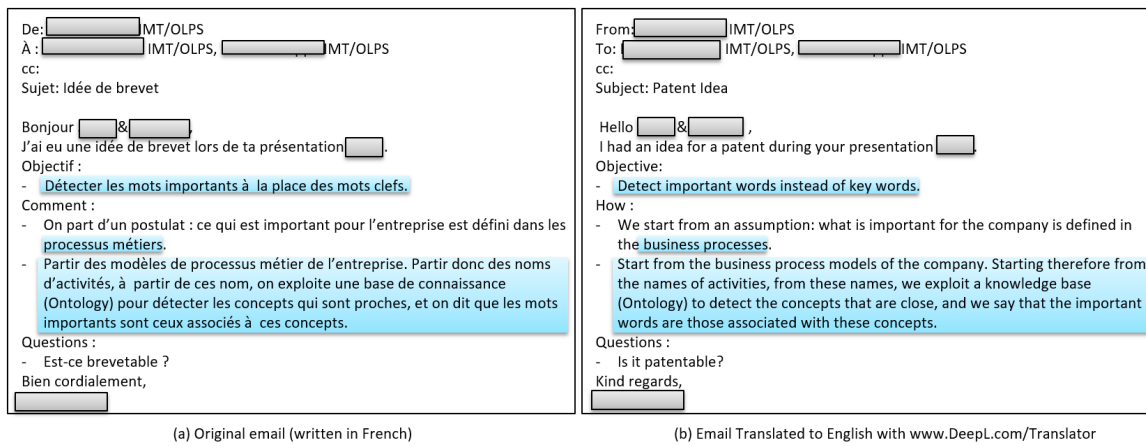 De: IMT/OLPS
À : IMT/OLPS, IMT/OLPS
cc:
Sujet: Idée de brevet
Bonjour & ,
J'ai eu une idée de brevet lors de ta présentation .
Objectif :
- Détecter les mots importants à la place des mots clefs.
Comment :
- On part d'un postulat : ce qui est important pour l'entreprise est défini dans les
processus métiers.
- Partir des modèles de processus métier de l'entreprise. Partir donc des noms
d'activités, à partir de ces nom, on exploite une base de connaissance
(Ontology) pour détecter les concepts qui sont proches, et on dit que les mots
importants sont ceux associés à ces concepts.
Questions :
- Est-ce brevetable ?
Bien cordialement,
(a) Original email (written in French)
From: IMT/OLPS
To: IMT/OLPS, IMT/OLPS
cc:
Subject: Patent Idea
Hello & ,
I had an idea for a patent during your presentation .
Objective:
- Detect important words instead of key words.
How :
- We start from an assumption: what is important for the company is defined in
the business processes.
- Start from the business process models of the company. Starting therefore from
the names of activities, from these names, we exploit a knowledge base
(Ontology) to detect the concepts that are close, and we say that the important
words are those associated with these concepts.
Questions :
- Is it patentable?
Kind regards,
(b) Email Translated to English with www.DeepL.com/Translator